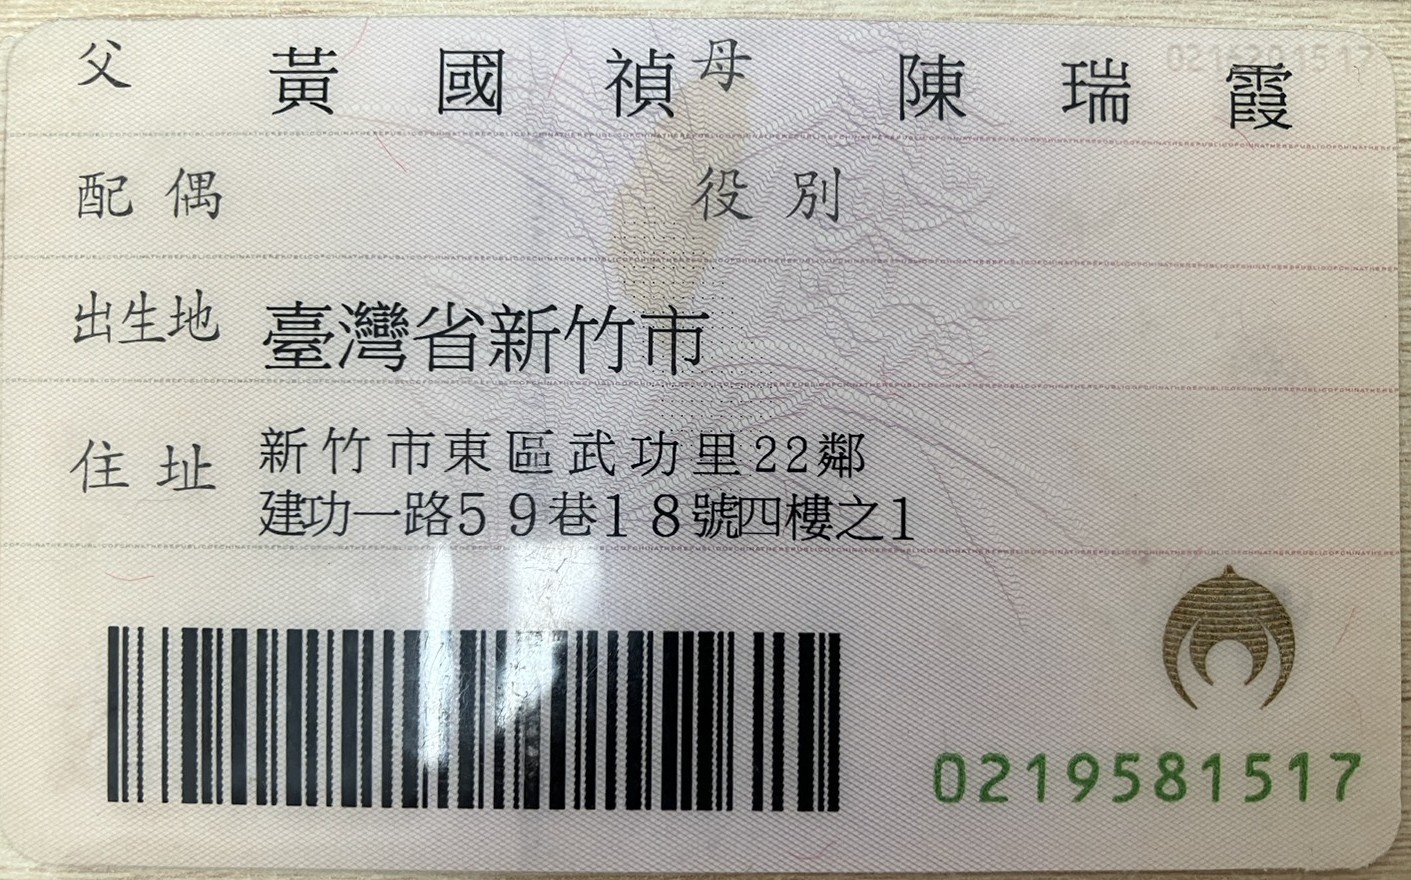 父 黃國禎 母 陳瑞霞
配偶 役別
出生地 臺灣省新竹市
住址 新竹市東區武功里22鄰
建功一路59巷18號四樓之1
0219581517